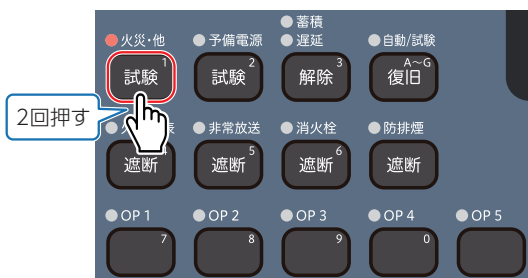 蓄積
火災・他 予備電源 遅延 自動/試験
試験 1 試験 2 解除 3 A～G 復旧
2回押す
非常放送 消火栓 防排煙
遮断 4 遮断 5 遮断 6 遮断
OP 1 OP 2 OP 3 OP 4 OP 5
7 8 9 0